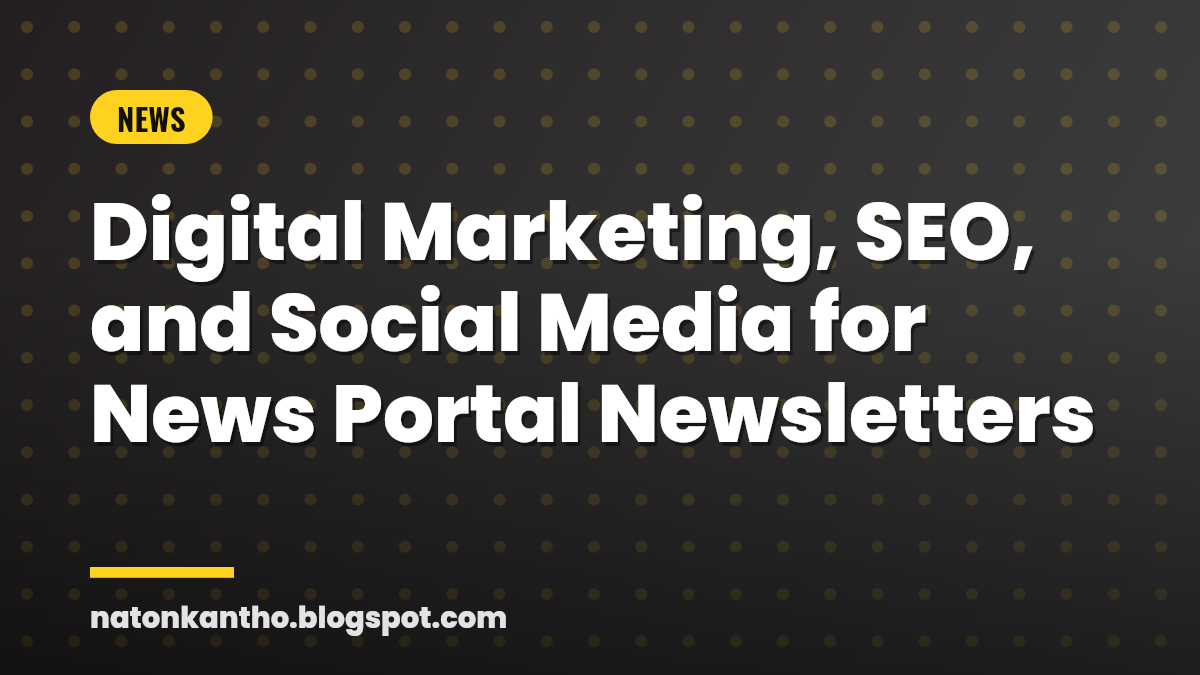 NEWS
Digital Marketing, SEO,
and Social Media for
News Portal Newsletters
natonkantho.blogspot.com